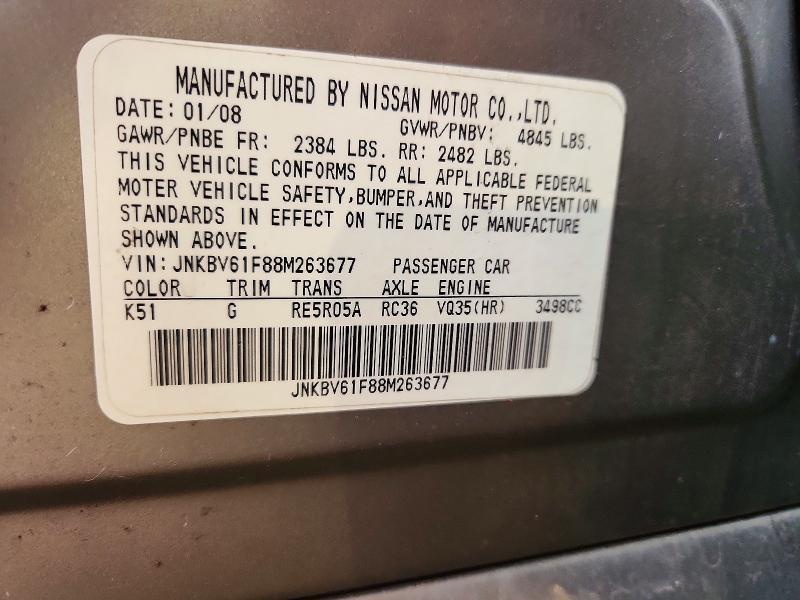 MANUFACTURED BY NISSAN MOTOR CO.,LTD.
DATE: 01/08 GVWR/PNBV: 4845 LBS.
GAWR/PNBE FR: 2384 LBS. RR: 2482 LBS.
THIS VEHICLE CONFORMS TO ALL APPLICABLE FEDERAL
MOTER VEHICLE SAFETY,BUMPER,AND THEFT PREVENTION
STANDARDS IN EFFECT ON THE DATE OF MANUFACTURE
SHOWN ABOVE.
VIN: JNKBV61F88M263677 PASSENGER CAR
COLOR TRIM TRANS AXLE ENGINE
K51 G RE5R05A RC36 VQ35(HR) 3498CC
JNKBV61F88M263677